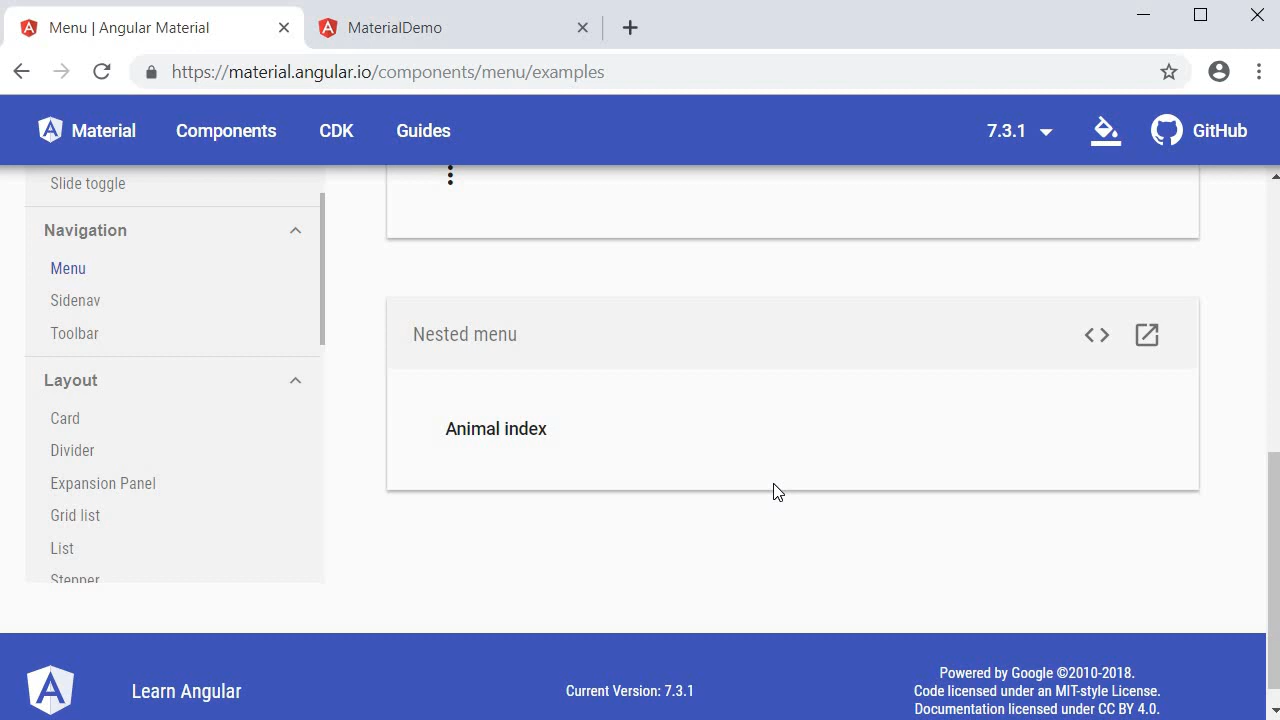 Menu | Angular Material
MaterialDemo
https://material.angular.io/components/menu/examples
Material
Components
CDK
Guides
7.3.1
GitHub
Slide toggle
Navigation
Menu
Sidenav
Toolbar
Layout
Card
Divider
Expansion Panel
Grid list
List
Stepper
Nested menu
Animal index
Learn Angular
Current Version: 7.3.1
Powered by Google ©2010-2018.
Code licensed under an MIT-style License.
Documentation licensed under CC BY 4.0.